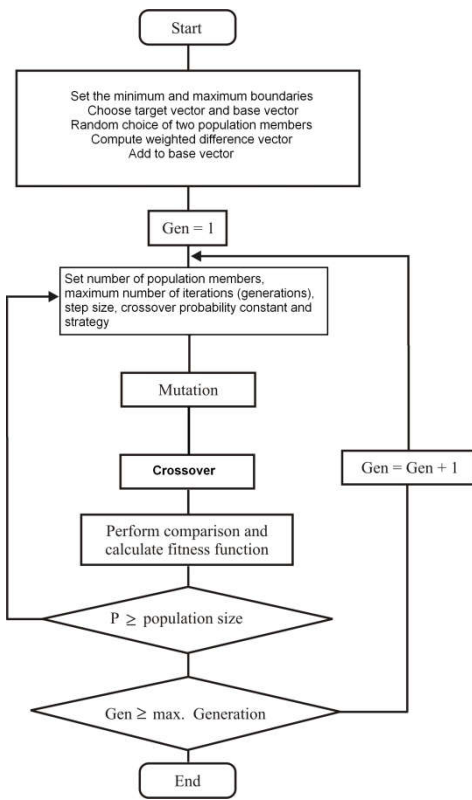 Start
Set the minimum and maximum boundaries
Choose target vector and base vector
Random choice of two population members
Compute weighted difference vector
Add to base vector
Gen = 1
Set number of population members,
maximum number of iterations (generations),
step size, crossover probability constant and
strategy
Mutation
Crossover
Gen = Gen + 1
Perform comparison and
calculate fitness function
P ≥ population size
Gen ≥ max. Generation
End